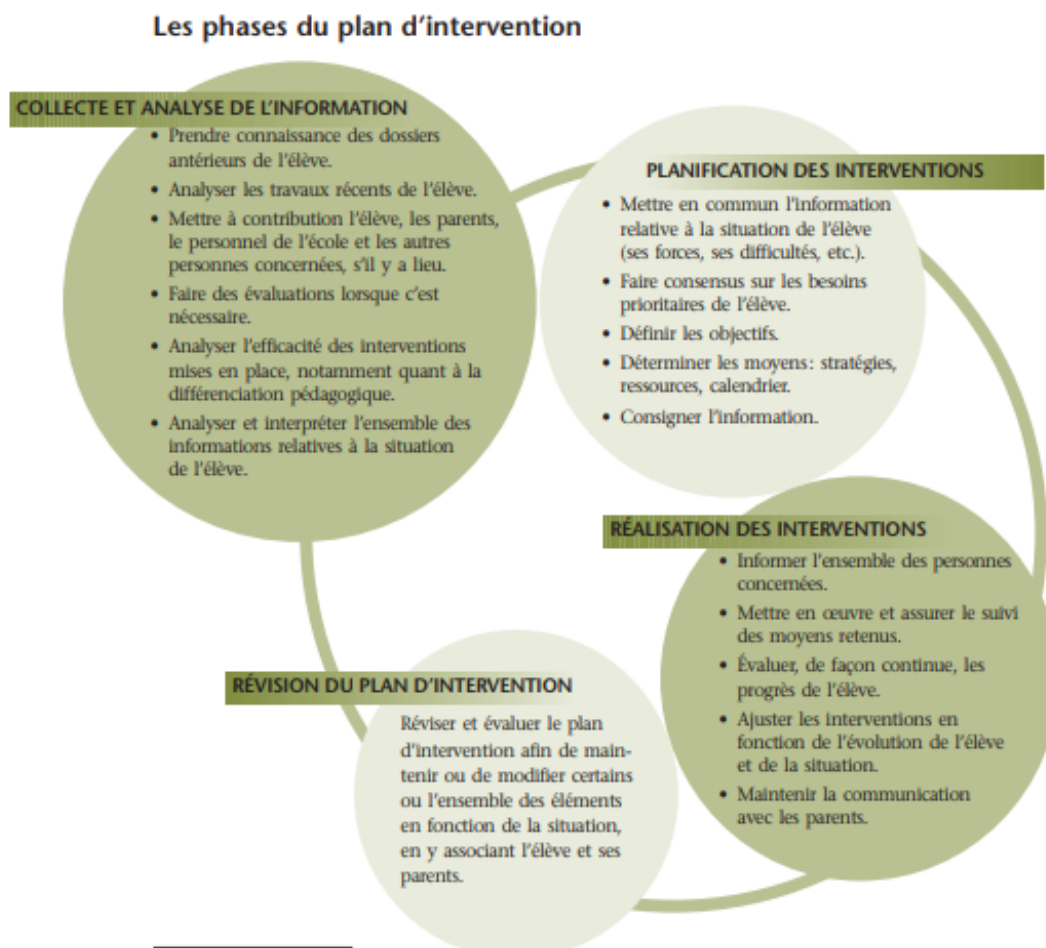 Les phases du plan d'intervention
COLLECTE ET ANALYSE DE L'INFORMATION
• Prendre connaissance des dossiers
antérieurs de l'élève.
• Analyser les travaux récents de l'élève.
• Mettre à contribution l'élève, les parents,
le personnel de l'école et les autres
personnes concernées, s'il y a lieu.
• Faire des évaluations lorsque c'est
nécessaire.
• Analyser l'efficacité des interventions
mises en place, notamment quant à la
différenciation pédagogique.
• Analyser et interpréter l'ensemble des
informations relatives à la situation
de l'élève.
PLANIFICATION DES INTERVENTIONS
• Mettre en commun l'information
relative à la situation de l'élève
(ses forces, ses difficultés, etc.).
• Faire consensus sur les besoins
prioritaires de l'élève.
• Définir les objectifs.
• Déterminer les moyens : stratégies,
ressources, calendrier.
• Consigner l'information.
RÉALISATION DES INTERVENTIONS
• Informer l'ensemble des personnes
concernées.
• Mettre en œuvre et assurer le suivi
des moyens retenus.
• Évaluer, de façon continue, les
progrès de l'élève.
• Ajuster les interventions en
fonction de l'évolution de l'élève
et de la situation.
• Maintenir la communication
avec les parents.
RÉVISION DU PLAN D'INTERVENTION
Réviser et évaluer le plan
d'intervention afin de main-
tenir ou de modifier certains
ou l'ensemble des éléments
en fonction de la situation,
en y associant l'élève et ses
parents.